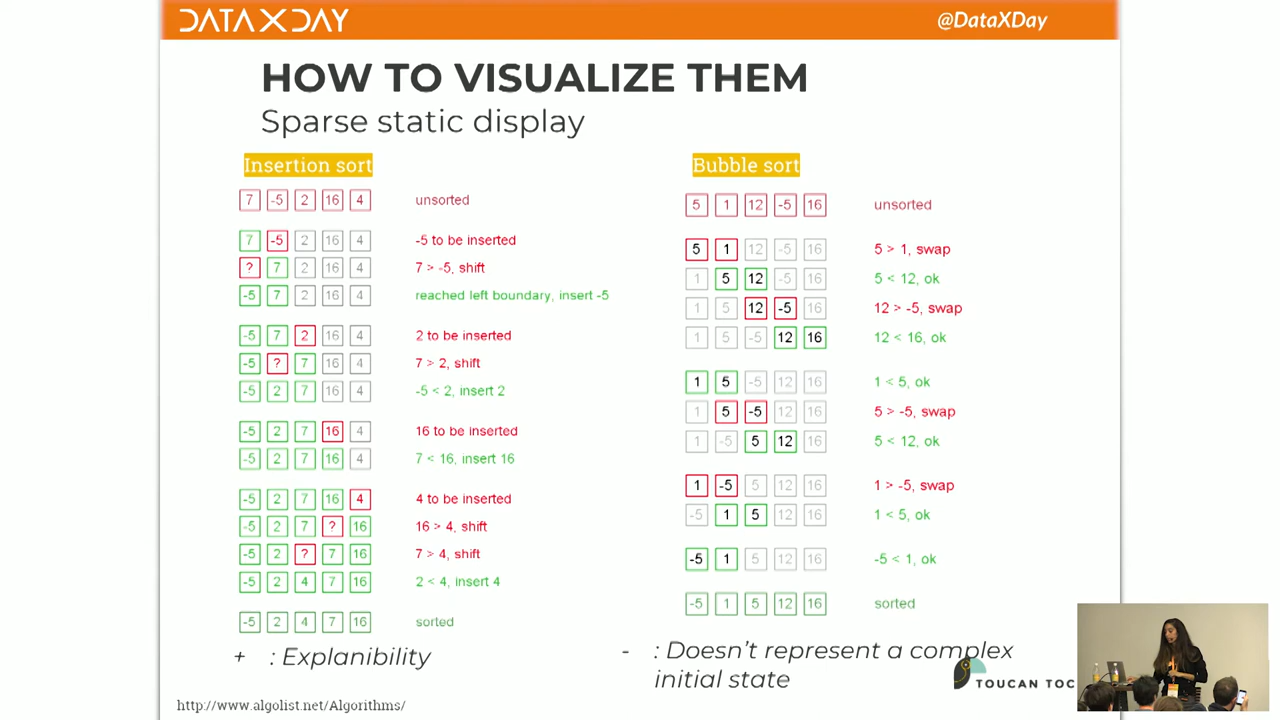 DATA X DAY
@DataXDay
HOW TO VISUALIZE THEM
Sparse static display
Insertion sort
7 -5 2 16 4 unsorted
7 -5 2 16 4 -5 to be inserted
? 7 2 16 4 7 > -5, shift
-5 7 2 16 4 reached left boundary, insert -5
-5 7 2 16 4 2 to be inserted
-5 ? 7 16 4 7 > 2, shift
-5 2 7 16 4 -5 < 2, insert 2
-5 2 7 16 4 16 to be inserted
-5 2 7 16 4 7 < 16, insert 16
-5 2 7 16 4 4 to be inserted
-5 2 7 ? 16 16 > 4, shift
-5 2 ? 7 16 7 > 4, shift
-5 2 4 7 16 2 < 4, insert 4
-5 2 4 7 16 sorted
+ : Explanibility
Bubble sort
5 1 12 -5 16 unsorted
5 1 12 -5 16 5 > 1, swap
1 5 12 -5 16 5 < 12, ok
1 5 12 -5 16 12 > -5, swap
1 5 -5 12 16 12 < 16, ok
1 5 -5 12 16 1 < 5, ok
1 5 -5 12 16 5 > -5, swap
1 -5 5 12 16 5 < 12, ok
1 -5 5 12 16 1 > -5, swap
-5 1 5 12 16 1 < 5, ok
-5 1 5 12 16 -5 < 1, ok
-5 1 5 12 16 sorted
- : Doesn't represent a complex
initial state
TOUCAN TOC
http://www.algolist.net/Algorithms/